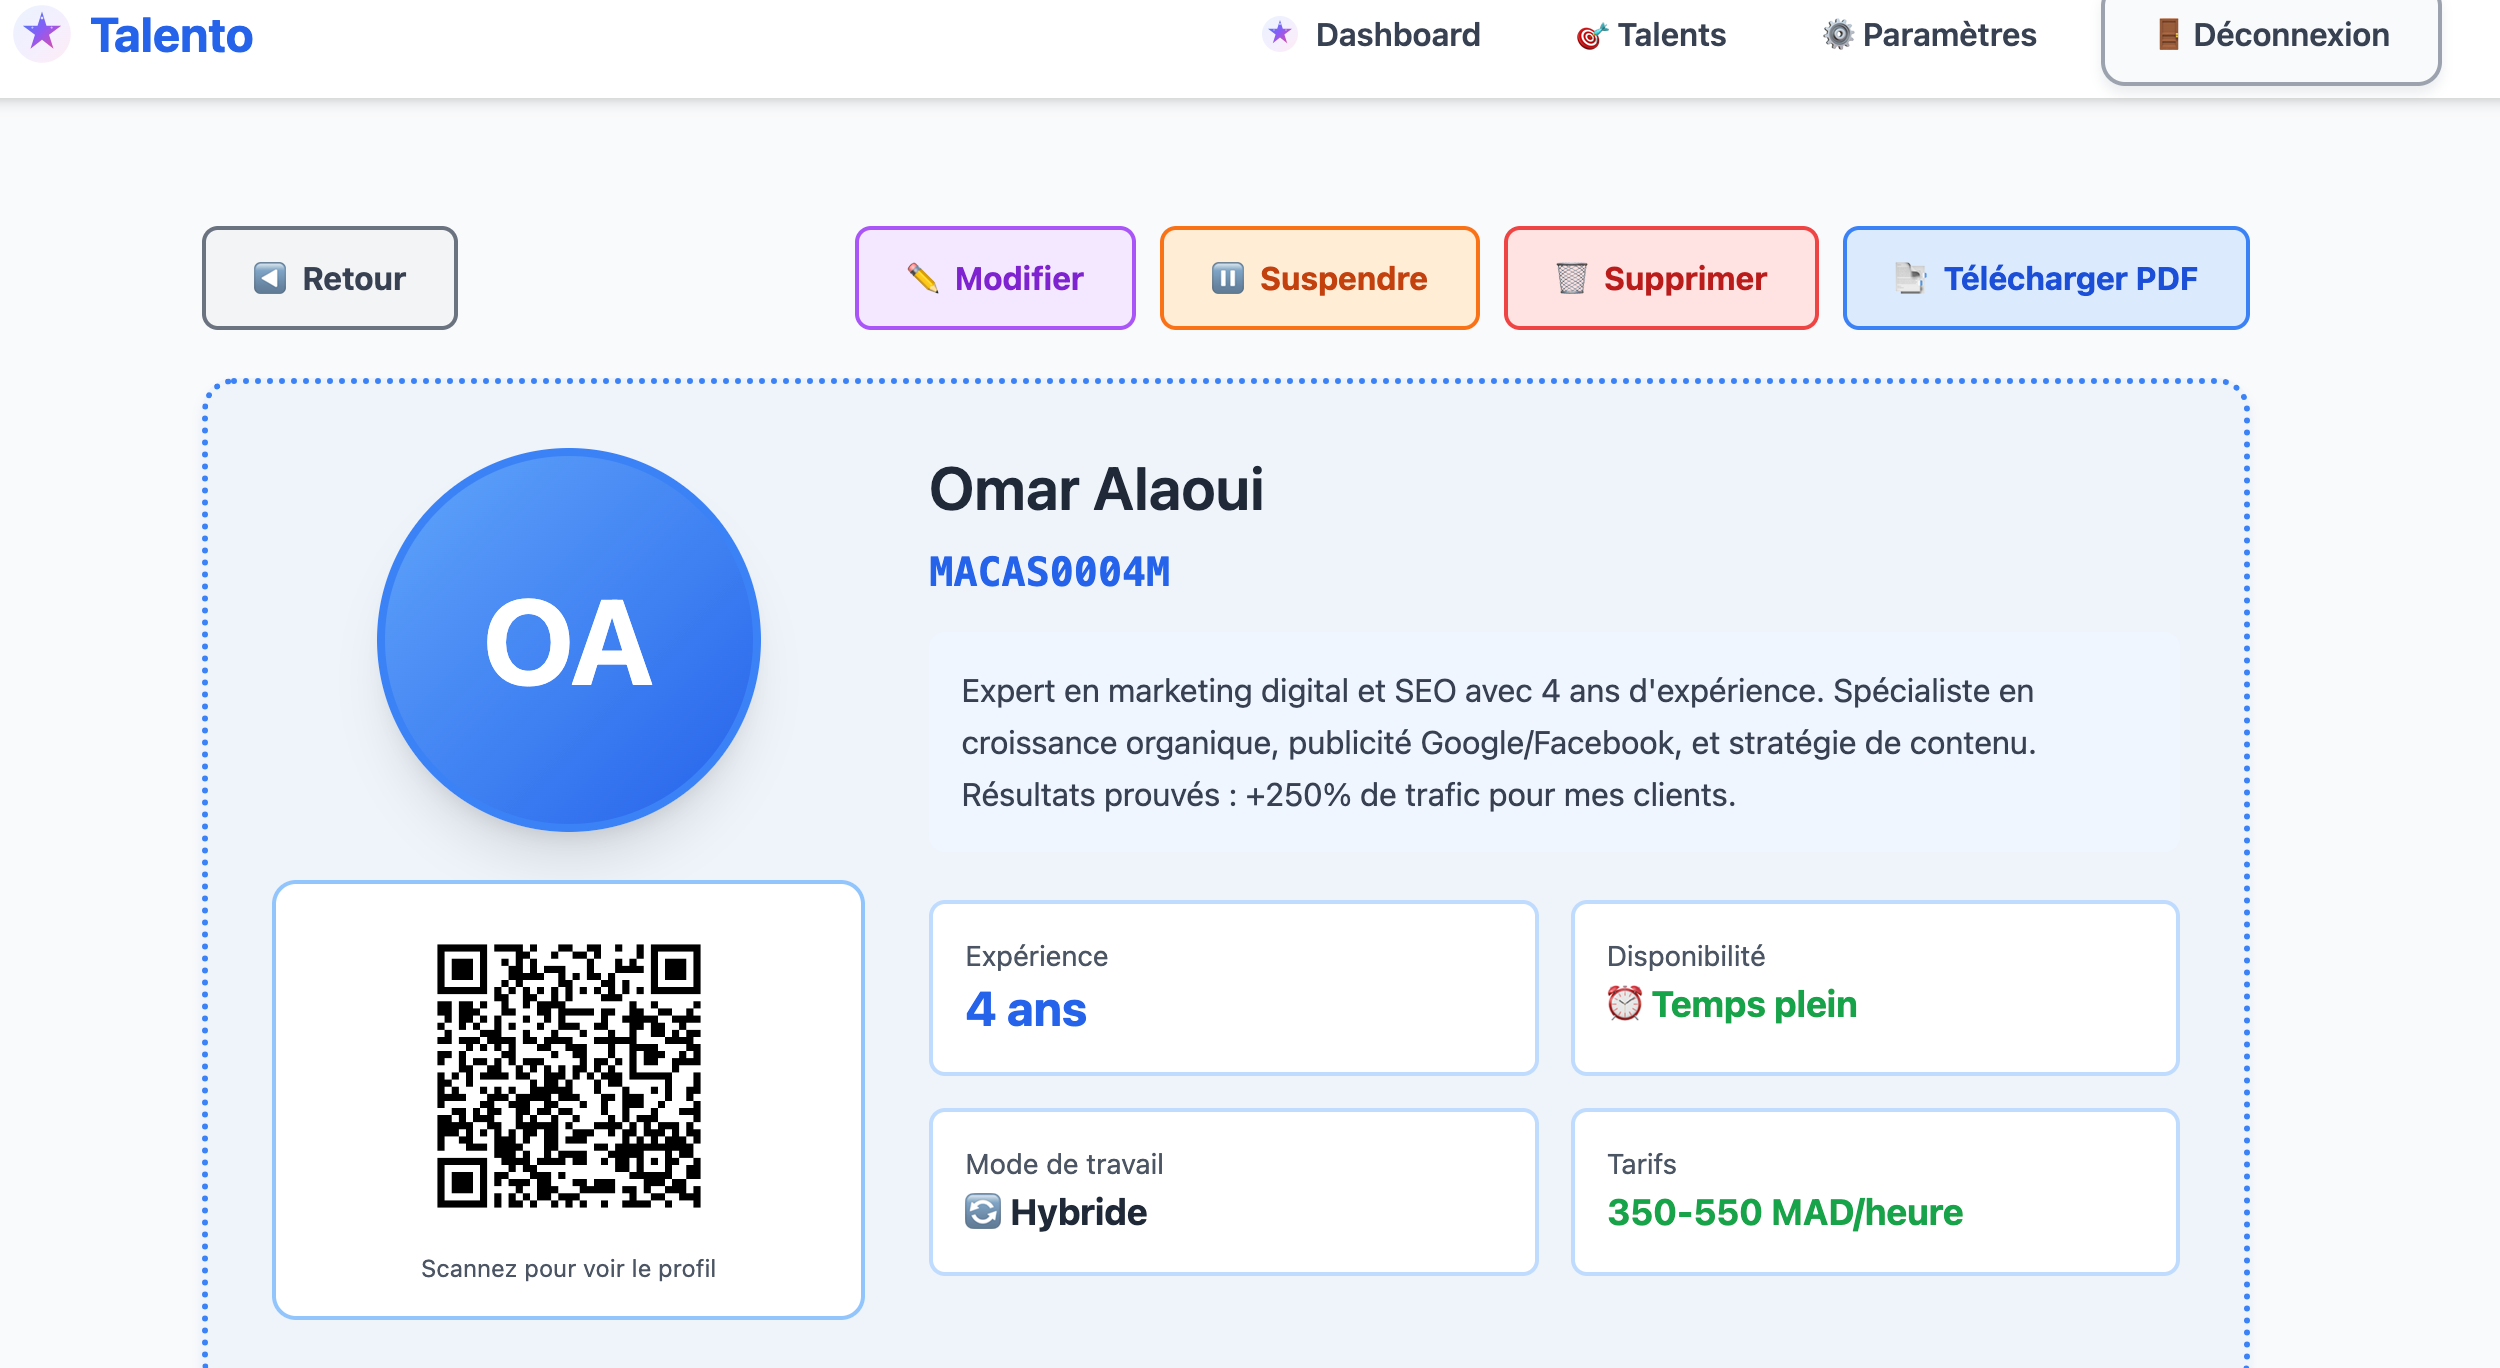 Talento
Dashboard
Talents
Paramètres
Déconnexion
Retour
Modifier
Suspendre
Supprimer
Télécharger PDF
OA
Omar Alaoui
MACAS0004M
Expert en marketing digital et SEO avec 4 ans d'expérience. Spécialiste en
croissance organique, publicité Google/Facebook, et stratégie de contenu.
Résultats prouvés : +250% de trafic pour mes clients.
Expérience
4 ans
Disponibilité
Temps plein
Mode de travail
Hybride
Tarifs
350-550 MAD/heure
Scannez pour voir le profil